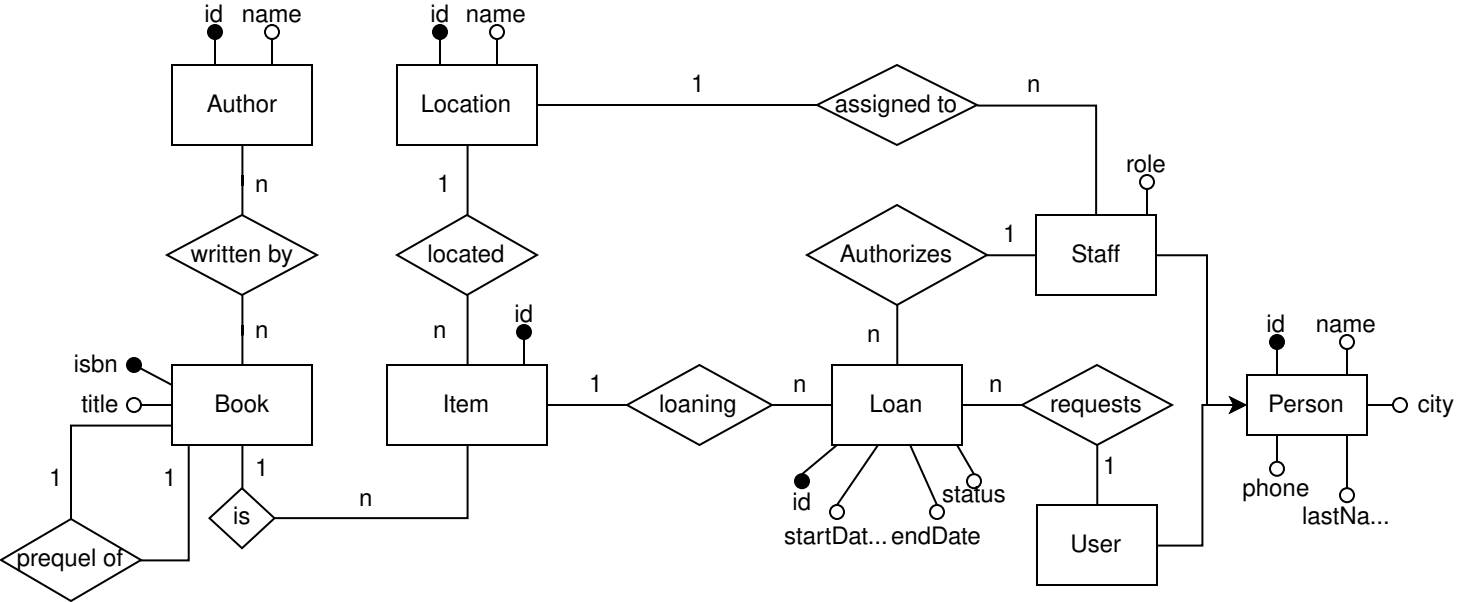 id name
id name
Author
Location
1
assigned to
n
n
1
role
written by
located
Authorizes
1
Staff
n
n
id
n
id name
isbn
title
Book
Item
1
loaning
n
Loan
n
requests
Person
city
1
1
1
n
1
is
id
status
startDat...
endDate
phone
lastNa...
prequel of
User